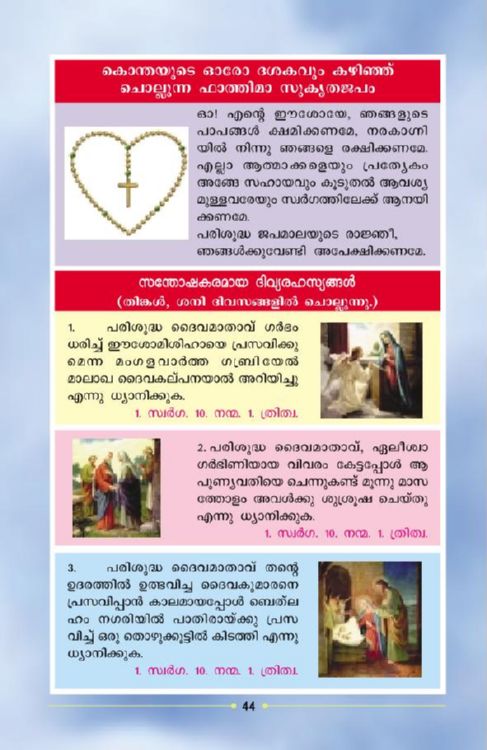 കൊന്തയുടെ ഓരോ ദശകവും കഴിഞ്ഞ്
ചൊല്ലുന്ന ഫാത്തിമാ സുകൃതജപം
ഓ! എന്റെ ഈശോയേ, ഞങ്ങളുടെ
പാപങ്ങൾ ക്ഷമിക്കണമേ, നരകാഗ്നി
യിൽ നിന്നു ഞങ്ങളെ രക്ഷിക്കണമേ.
എല്ലാ ആത്മാക്കളെയും പ്രത്യേകം
അങ്ങേ സഹായവും കൂടുതൽ ആവശ്യ
മുള്ളവരേയും സ്വർഗത്തിലേക്ക് ആനയി
ക്കണമേ.
പരിശുദ്ധ ജപമാലയുടെ രാജ്ഞി,
ഞങ്ങൾക്കുവേണ്ടി അപേക്ഷിക്കണമേ.
സന്തോഷകരമായ ദിവ്യരഹസ്യങ്ങൾ
(തിങ്കൾ, ശനി ദിവസങ്ങളിൽ ചൊല്ലുന്നു.)
1. പരിശുദ്ധ ദൈവമാതാവ് ഗർഭം
ധരിച്ച് ഈശോമിശിഹായെ പ്രസവിക്കു
മെന്ന മംഗളവാർത്ത ഗബ്രിയേൽ
മാലാഖ ദൈവകല്പനയാൽ അറിയിച്ചു
എന്നു ധ്യാനിക്കുക.
1. സ്വർഗ. 10. നന്മ. 1. ത്രിത്വ.
2. പരിശുദ്ധ ദൈവമാതാവ്, ഏലീശ്വാ
ഗർഭിണിയായ വിവരം കേട്ടപ്പോൾ ആ
പുണ്യവതിയെ ചെന്നുകണ്ട് മൂന്നു മാസ
ത്തോളം അവൾക്കു ശുശ്രൂഷ ചെയ്തു
എന്നു ധ്യാനിക്കുക.
1. സ്വർഗ. 10. നന്മ. 1. ത്രിത്വ.
3. പരിശുദ്ധ ദൈവമാതാവ് തന്റെ
ഉദരത്തിൽ ഉത്ഭവിച്ച ദൈവകുമാരനെ
പ്രസവിപ്പാൻ കാലമായപ്പോൾ ബെത്‌ല
ഹം നഗരിയിൽ പാതിരായ്ക്കു പ്രസ
വിച്ച് ഒരു തൊഴുക്കൂട്ടിൽ കിടത്തി എന്നു
ധ്യാനിക്കുക.
1. സ്വർഗ. 10. നന്മ. 1. ത്രിത്വ.
44